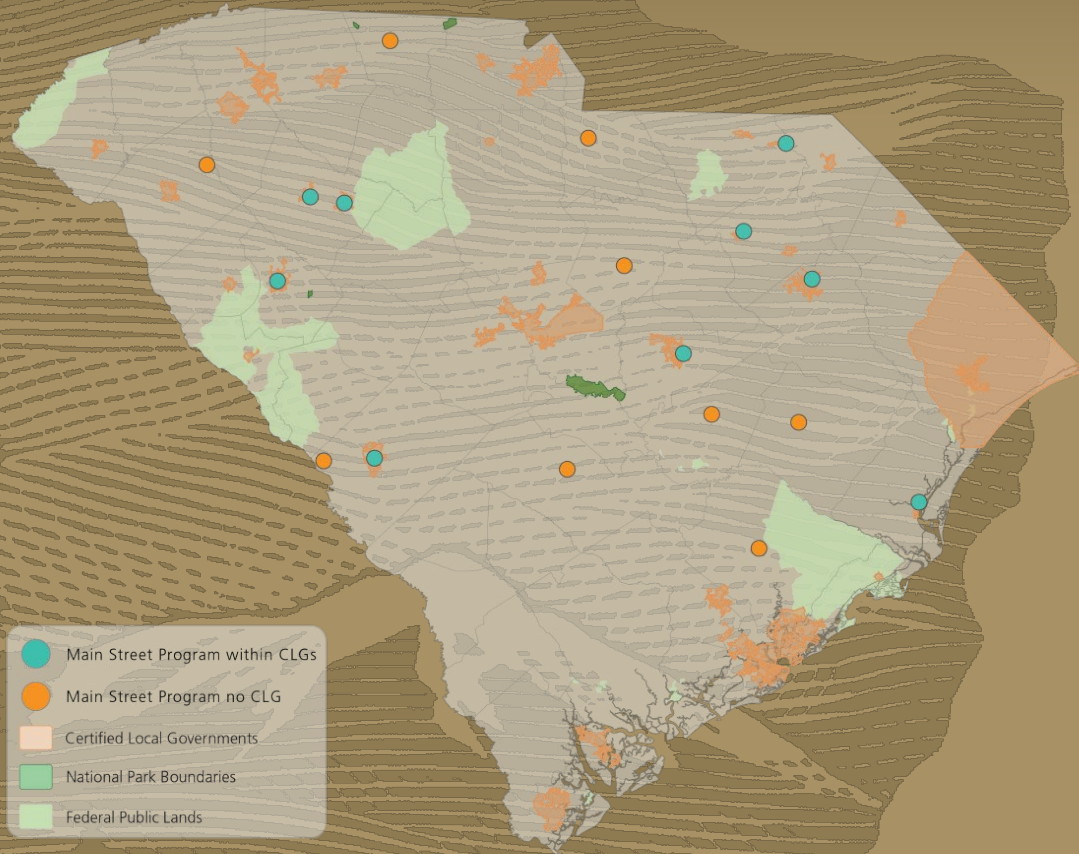 Main Street Program within CLGs
Main Street Program no CLG
Certified Local Governments
National Park Boundaries
Federal Public Lands